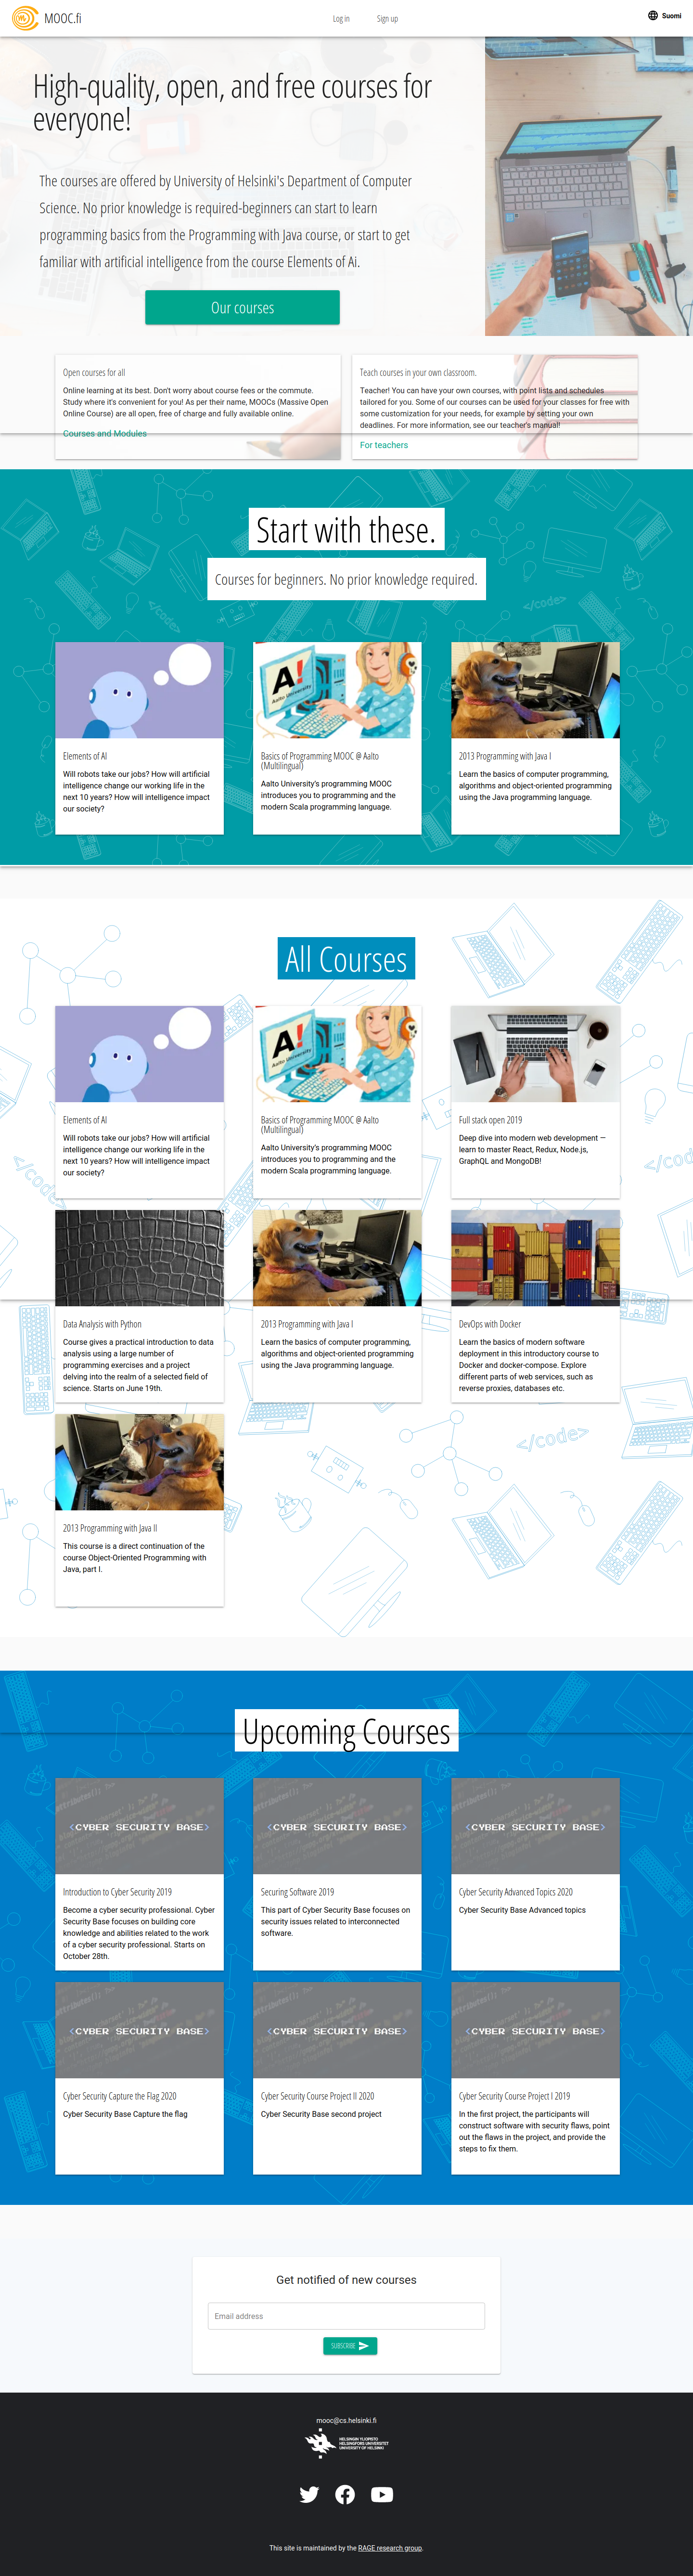 MOOC.fi
Log in
Sign up
Suomi
High-quality, open, and free courses for
everyone!
The courses are offered by University of Helsinki's Department of Computer
Science. No prior knowledge is required-beginners can start to learn
programming basics from the Programming with Java course, or start to get
familiar with artificial intelligence from the course Elements of Ai.
Our courses
Open courses for all
Online learning at its best. Don't worry about course fees or the commute.
Study where it's convenient for you! As per their name, MOOCs (Massive Open
Online Course) are all open, free of charge and fully available online.
Courses and Modules
Teach courses in your own classroom.
Teacher! You can have your own courses, with point lists and schedules
tailored for you. Some of our courses can be used for your classes for free with
some customization for your needs, for example by setting your own
deadlines. For more information, see our teacher's manual!
For teachers
Start with these.
Courses for beginners. No prior knowledge required.
</code>
</code>
A!
Aalto University
Elements of AI
Will robots take our jobs? How will artificial
intelligence change our working life in the
next 10 years? How will intelligence impact
our society?
Basics of Programming MOOC @ Aalto
(Multilingual)
Aalto University's programming MOOC
introduces you to programming and the
modern Scala programming language.
2013 Programming with Java I
Learn the basics of computer programming,
algorithms and object-oriented programming
using the Java programming language.
All Courses
A!
Aalto University
Elements of AI
Will robots take our jobs? How will artificial
intelligence change our working life in the
next 10 years? How will intelligence impact
our society?
Basics of Programming MOOC @ Aalto
(Multilingual)
Aalto University's programming MOOC
introduces you to programming and the
modern Scala programming language.
Full stack open 2019
Deep dive into modern web development —
learn to master React, Redux, Node.js,
GraphQL and MongoDB!
Data Analysis with Python
Course gives a practical introduction to data
analysis using a large number of
programming exercises and a project
delving into the realm of a selected field of
science. Starts on June 19th.
2013 Programming with Java I
Learn the basics of computer programming,
algorithms and object-oriented programming
using the Java programming language.
DevOps with Docker
Learn the basics of modern software
deployment in this introductory course to
Docker and docker-compose. Explore
different parts of web services, such as
reverse proxies, databases etc.
</code>
2013 Programming with Java II
This course is a direct continuation of the
course Object-Oriented Programming with
Java, part I.
Upcoming Courses
<CYBER SECURITY BASE>
<CYBER SECURITY BASE>
<CYBER SECURITY BASE>
Introduction to Cyber Security 2019
Become a cyber security professional. Cyber
Security Base focuses on building core
knowledge and abilities related to the work
of a cyber security professional. Starts on
October 28th.
Securing Software 2019
This part of Cyber Security Base focuses on
security issues related to interconnected
software.
Cyber Security Advanced Topics 2020
Cyber Security Base Advanced topics
<CYBER SECURITY BASE>
<CYBER SECURITY BASE>
<CYBER SECURITY BASE>
Cyber Security Capture the Flag 2020
Cyber Security Base Capture the flag
Cyber Security Course Project II 2020
Cyber Security Base second project
Cyber Security Course Project I 2019
In the first project, the participants will
construct software with security flaws, point
out the flaws in the project, and provide the
steps to fix them.
Get notified of new courses
Email address
SUBSCRIBE
mooc@cs.helsinki.fi
HELSINGIN YLIOPISTO
HELSINGFORS UNIVERSITET
UNIVERSITY OF HELSINKI
This site is maintained by the RAGE research group.